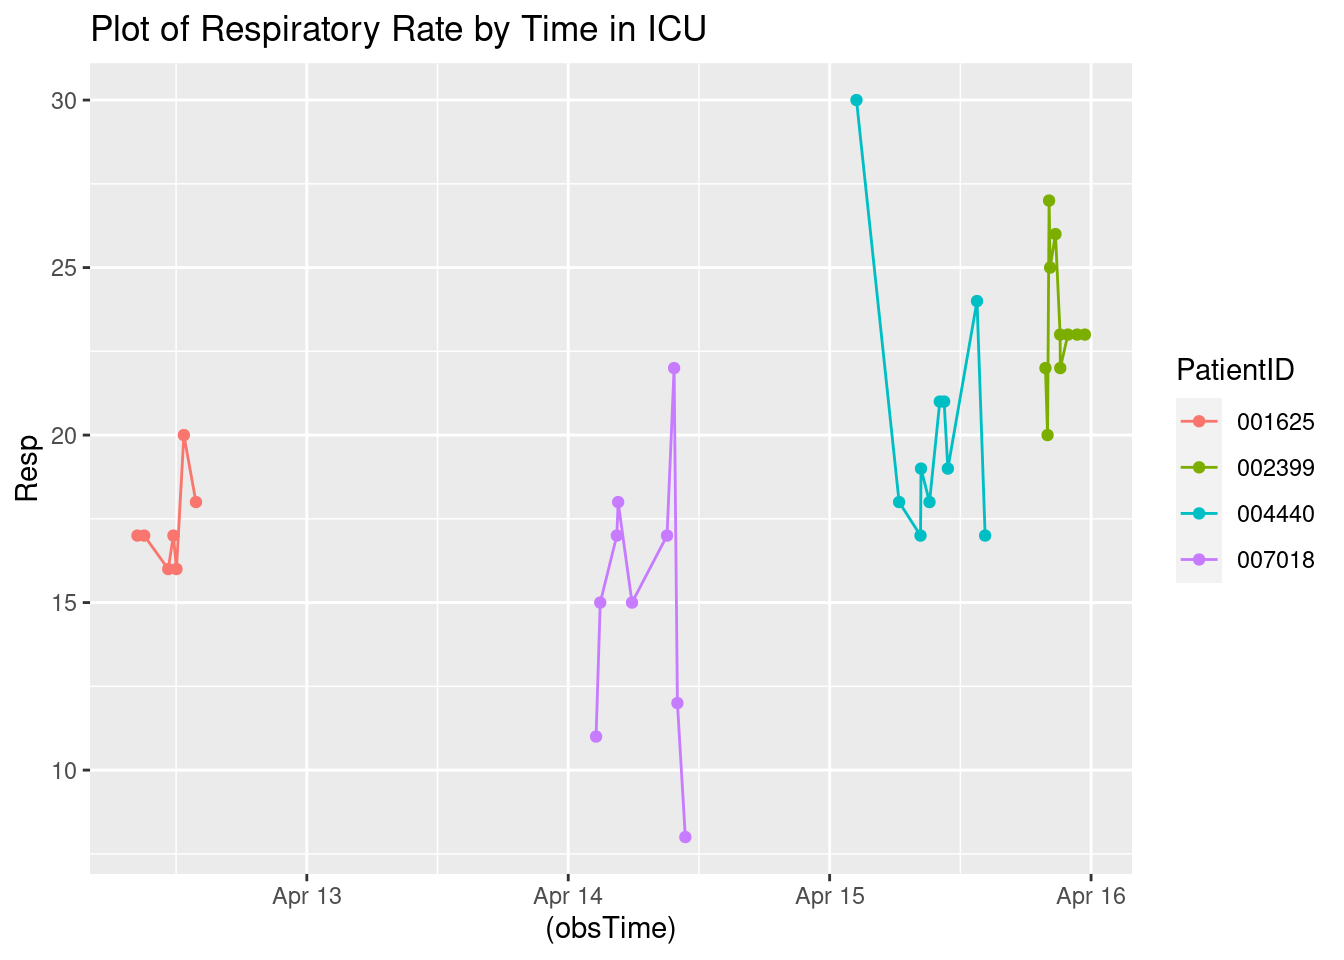 Plot of Respiratory Rate by Time in ICU
30
25
20
15
10
Resp
Apr 13
Apr 14
Apr 15
Apr 16
(obsTime)
PatientID
001625
002399
004440
007018